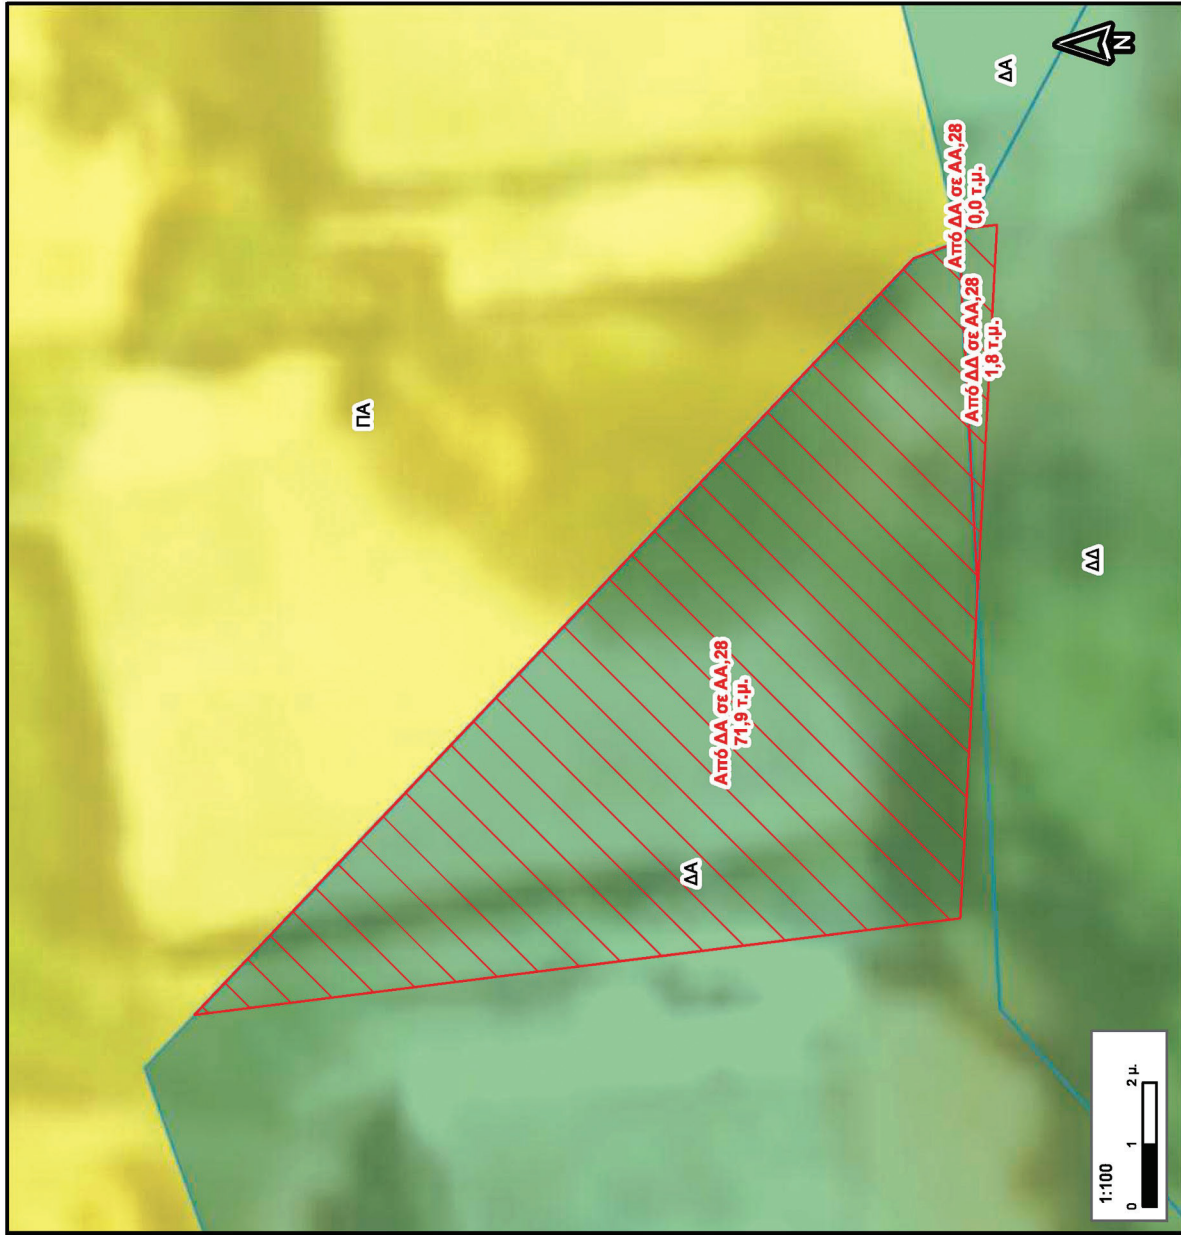 ΠΑ
ΔΑ
Από ΔΑ σε ΑΑ,28
0,0 τ.μ.
Από ΔΔ σε ΑΑ,28
1,8 τ.μ.
Από ΔΑ σε ΑΑ,28
71,9 τ.μ.
ΔΑ
ΔΔ
N
1:100
0 1 2 μ.